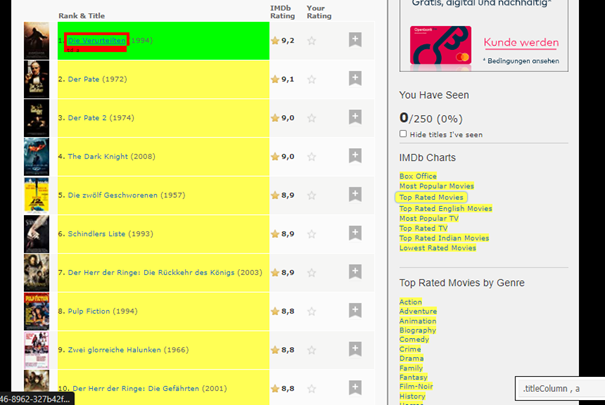 Gratis, digital und nachhaltig*
Openbank
Kunde werden
* Bedingungen ansehen
Rank & Title
IMDb Rating
Your Rating
1. Die Verurteilten (1994) 9,2
2. Der Pate (1972) 9,1
3. Der Pate 2 (1974) 9,0
4. The Dark Knight (2008) 9,0
5. Die zwölf Geschworenen (1957) 8,9
6. Schindlers Liste (1993) 8,9
7. Der Herr der Ringe: Die Rückkehr des Königs (2003) 8,9
8. Pulp Fiction (1994) 8,8
9. Zwei glorreiche Halunken (1966) 8,8
10. Der Herr der Ringe: Die Gefährten (2001) 8,8
46-8962-327b42f...
You Have Seen
0/250 (0%)
Hide titles I've seen
IMDb Charts
Box Office
Most Popular Movies
Top Rated Movies
Top Rated English Movies
Most Popular TV
Top Rated TV
Top Rated Indian Movies
Lowest Rated Movies
Top Rated Movies by Genre
Action
Adventure
Animation
Biography
Comedy
Crime
Drama
Family
Fantasy
Film-Noir
History
Horror
.titleColumn , a